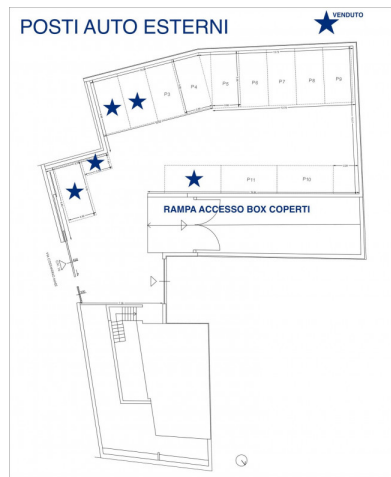 POSTI AUTO ESTERNI
VENDUTO
P3
P4
P5
P6
P7
P8
P9
P11
P10
RAMPA ACCESSO BOX COPERTI